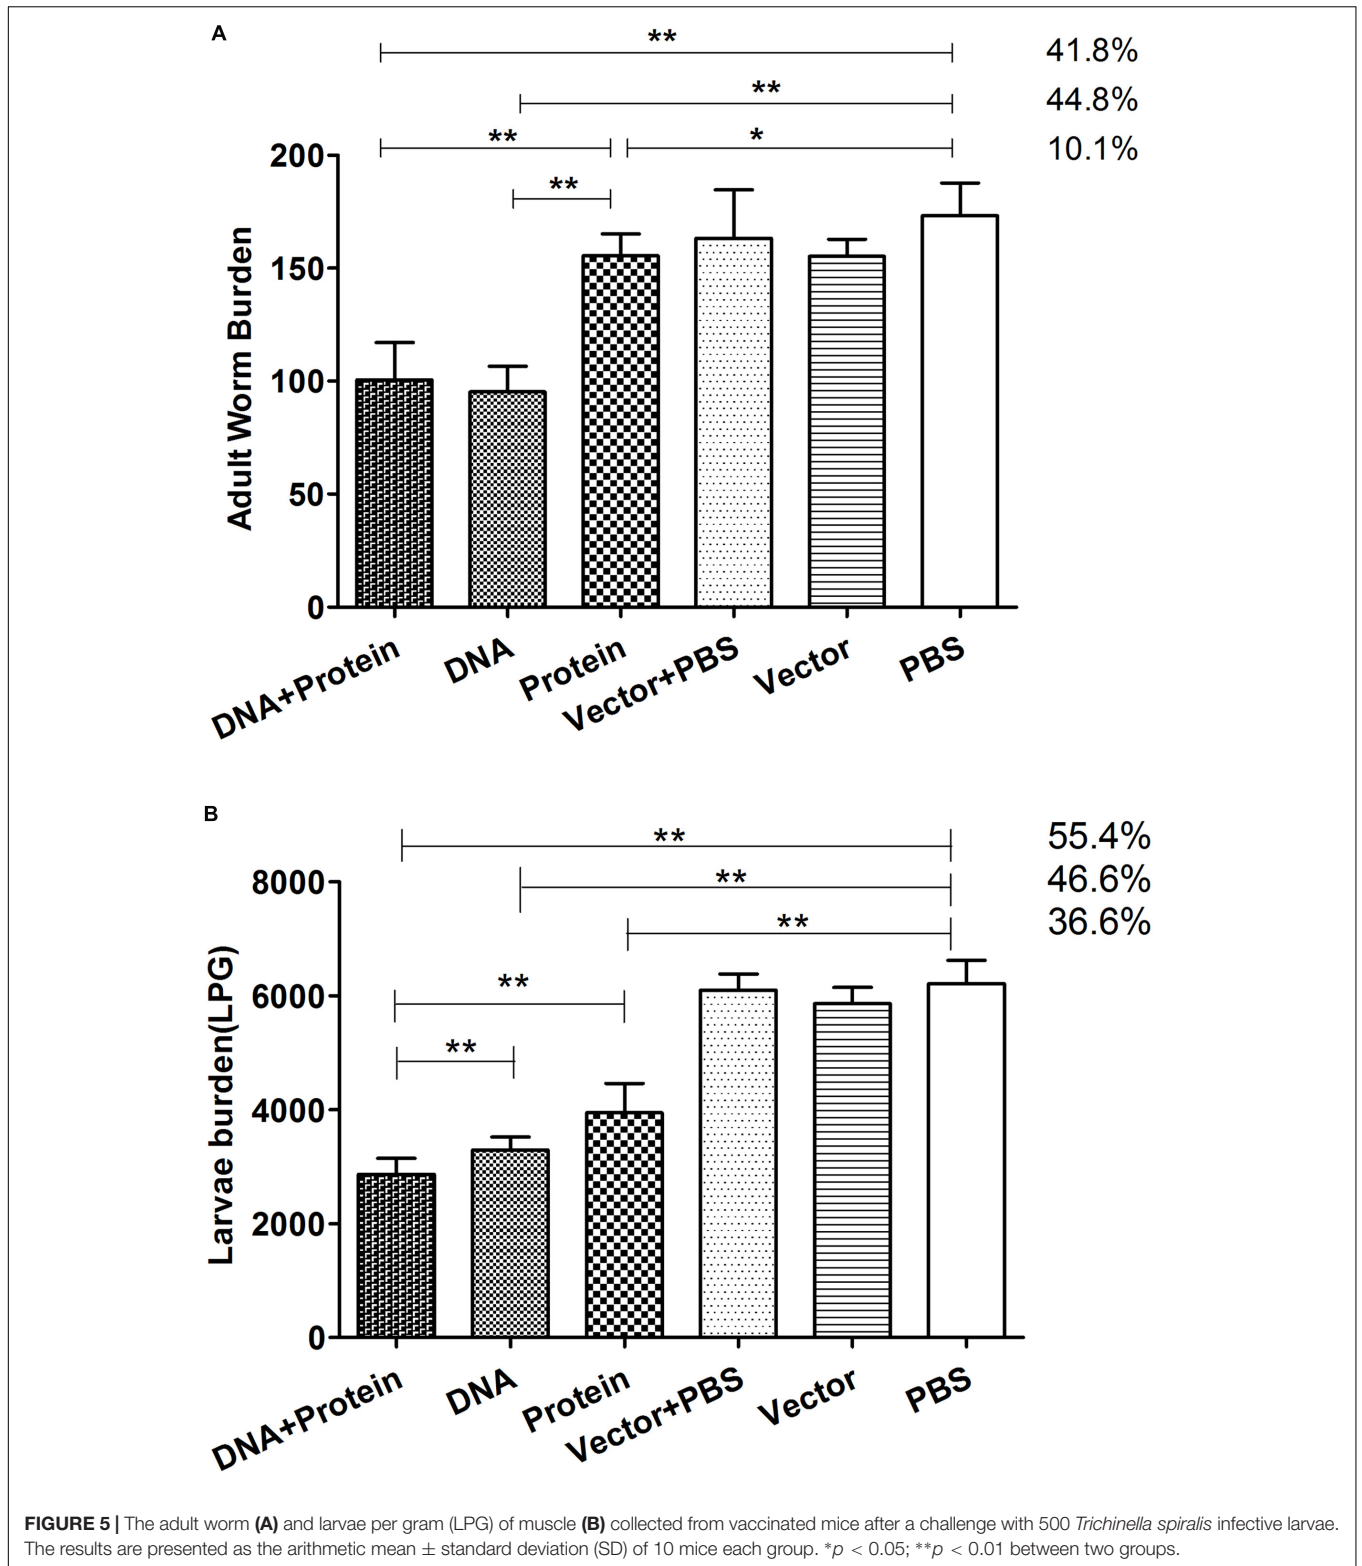 A
** 41.8%
** 44.8%
** * 10.1%
**
200
150
100
50
0
Adult Worm Burden
DNA+Protein DNA Protein Vector+PBS Vector PBS
B
** 55.4%
** 46.6%
** 36.6%
**
**
8000
6000
4000
2000
0
Larvae burden(LPG)
DNA+Protein DNA Protein Vector+PBS Vector PBS
FIGURE 5 | The adult worm (A) and larvae per gram (LPG) of muscle (B) collected from vaccinated mice after a challenge with 500 Trichinella spiralis infective larvae.
The results are presented as the arithmetic mean ± standard deviation (SD) of 10 mice each group. *p < 0.05; **p < 0.01 between two groups.